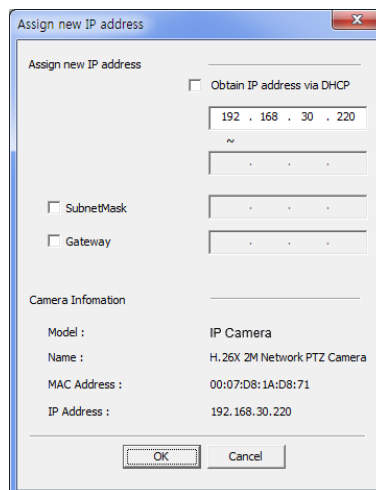 Assign new IP address
Assign new IP address
Obtain IP address via DHCP
192 . 168 . 30 . 220
~
. . .
SubnetMask . . .
Gateway . . .
Camera Infomation
Model : IP Camera
Name : H.26X 2M Network PTZ Camera
MAC Address : 00:07:D8:1A:D8:71
IP Address : 192.168.30.220
OK Cancel